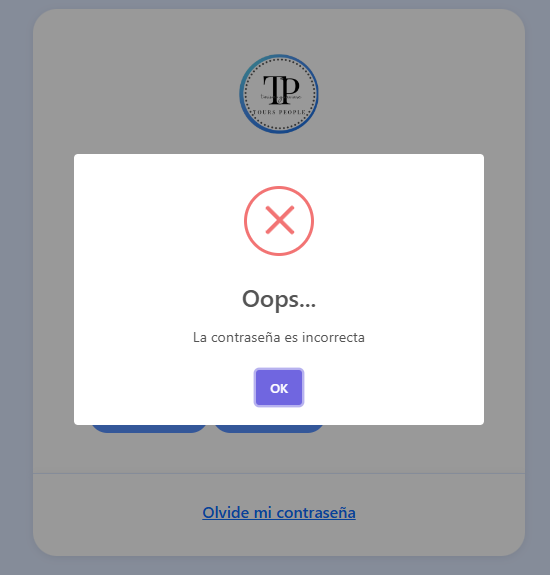 TP
TOURS PEOPLE
Oops...
La contraseña es incorrecta
OK
Olvide mi contraseña